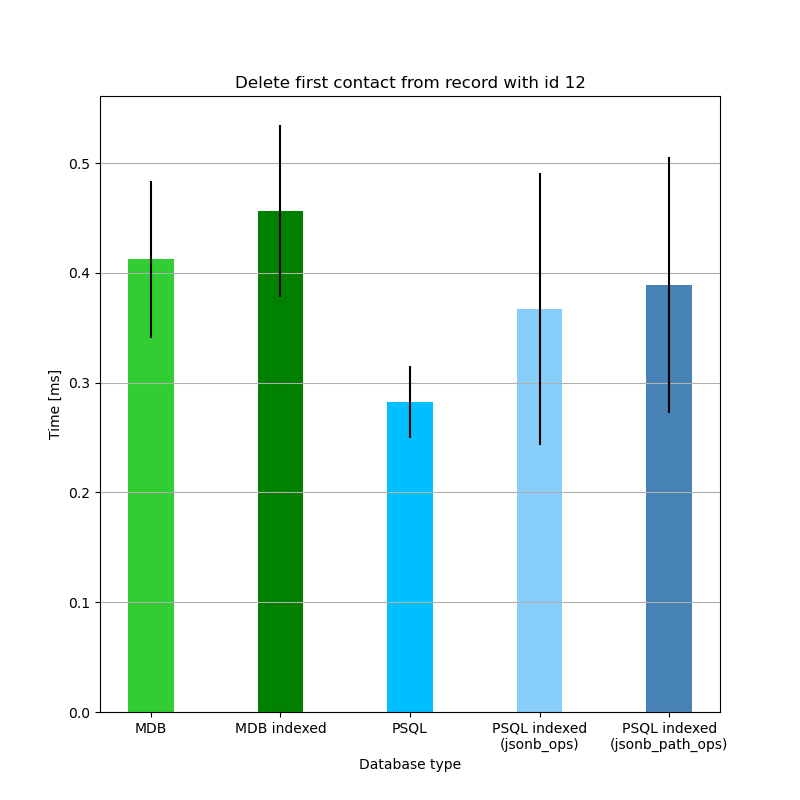 Delete first contact from record with id 12
Time [ms]
0.5
0.4
0.3
0.2
0.1
0.0
MDB
MDB indexed
PSQL
PSQL indexed
(jsonb_ops)
PSQL indexed
(jsonb_path_ops)
Database type